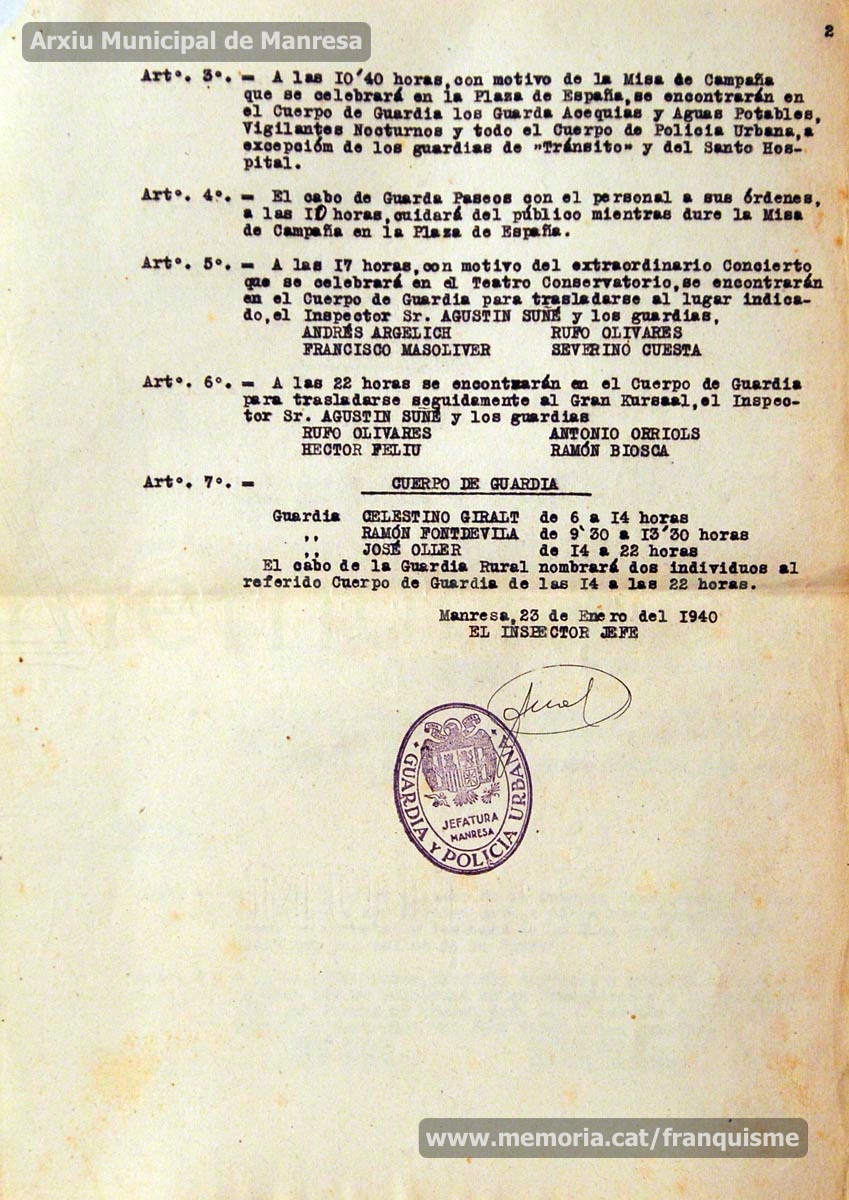 Arxiu Municipal de Manresa
2
Artº. 3º. – A las 10'40 horas,con motivo de la Misa de Campaña
que se celebrará en la Plaza de España,se encontrarán en
el Cuerpo de Guardia los Guarda Acequias y Aguas Potables,
Vigilantes Nocturnos y todo el Cuerpo de Policia Urbana,a
excepcióm de los guardias de "Tránsito" y del Santo Hos-
pital.
Artº. 4º. – El cabo de Guarda Paseos con el personal a sus órdenes,
a las horas,cuidará del público mientras dure la Misa
de Campaña en la Plaza de España.
Artº. 5º. – A las 17 horas,con motivo del extraordinario Concierto
que se celebrará en el Teatro Conservatorio,se encontrarán
en el Cuerpo de Guardia para trasladarse al lugar indica-
do,el Inspector Sr. AGUSTIN SUÑÉ y los guardias,
ANDRÉS ARGELICH RUFO OLIVARES
FRANCISCO MASOLIVER SEVERINO CUESTA
Artº. 6º. – A las 22 horas se encontrarán en el Cuerpo de Guardia
para trasladarse seguidamente al Gran Kursaal,el Inspec-
tor Sr. AGUSTIN SUÑÉ y los guardias
RUFO OLIVARES ANTONIO ORRIOLS
HECTOR FELIU RAMÓN BIOSCA
Artº. 7º. – CUERPO DE GUARDIA
Guardia CELESTINO GIRALT de 6 a 14 horas
,, RAMÓN FONTDEVILA de 9'30 a 13'30 horas
,, JOSÉ OLLER de 14 a 22 horas
El cabo de la Guardia Rural nombrará dos individuos al
referido Cuerpo de Guardia de las 14 a las 22 horas.
Manresa,23 de Enero del 1940
EL INSPECTOR JEFE
GUARDIA Y POLICIA URBANA
JEFATURA
MANRESA
www.memoria.cat/franquisme